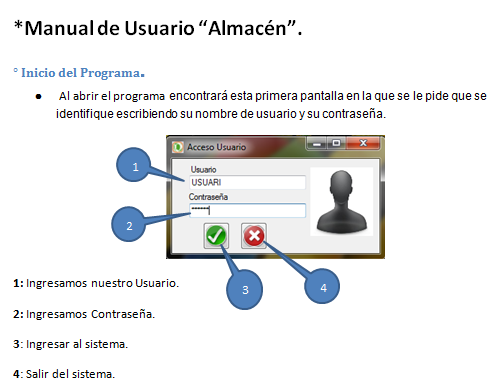 *Manual de Usuario “Almacén”.
° Inicio del Programa.
● Al abrir el programa encontrará esta primera pantalla en la que se le pide que se
identifique escribiendo su nombre de usuario y su contraseña.
Acceso Usuario
1
Usuario
USUARI
Contraseña
******
2
3
4
1: Ingresamos nuestro Usuario.
2: Ingresamos Contraseña.
3: Ingresar al sistema.
4: Salir del sistema.